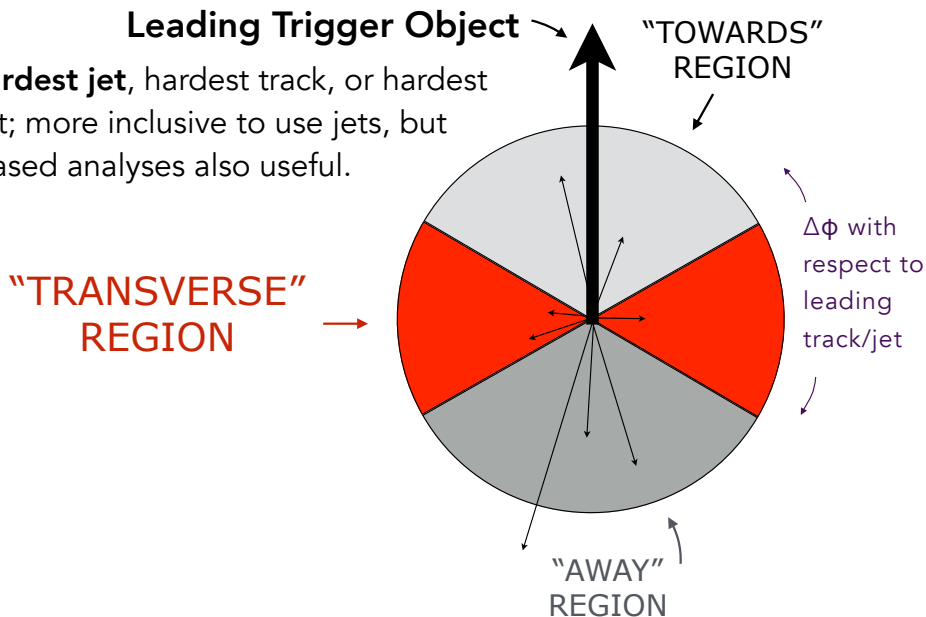 Leading Trigger Object
rdest jet, hardest track, or hardest
t; more inclusive to use jets, but
ased analyses also useful.
“TOWARDS”
REGION
“TRANSVERSE”
REGION
Δϕ with
respect to
leading
track/jet
“AWAY”
REGION